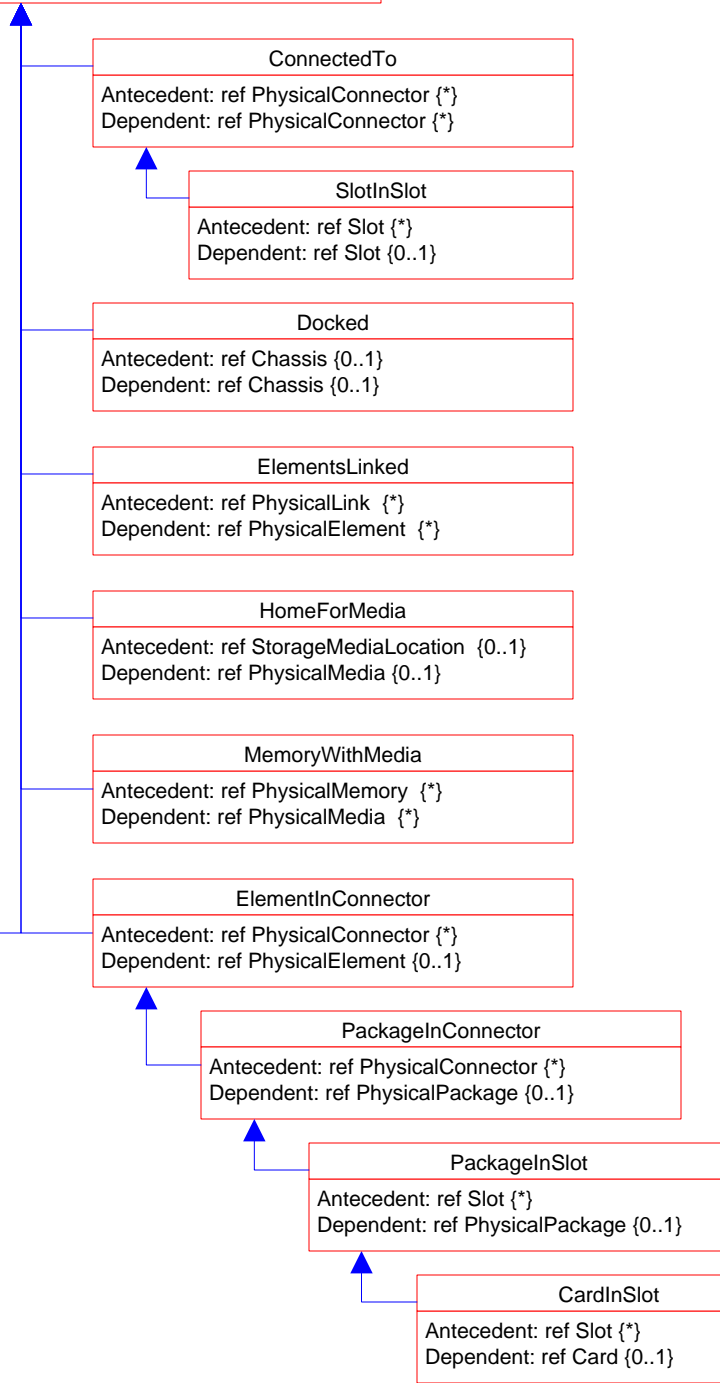 ConnectedTo
Antecedent: ref PhysicalConnector {*}
Dependent: ref PhysicalConnector {*}
SlotInSlot
Antecedent: ref Slot {*}
Dependent: ref Slot {0..1}
Docked
Antecedent: ref Chassis {0..1}
Dependent: ref Chassis {0..1}
ElementsLinked
Antecedent: ref PhysicalLink {*}
Dependent: ref PhysicalElement {*}
HomeForMedia
Antecedent: ref StorageMediaLocation {0..1}
Dependent: ref PhysicalMedia {0..1}
MemoryWithMedia
Antecedent: ref PhysicalMemory {*}
Dependent: ref PhysicalMedia {*}
ElementInConnector
Antecedent: ref PhysicalConnector {*}
Dependent: ref PhysicalElement {0..1}
PackageInConnector
Antecedent: ref PhysicalConnector {*}
Dependent: ref PhysicalPackage {0..1}
PackageInSlot
Antecedent: ref Slot {*}
Dependent: ref PhysicalPackage {0..1}
CardInSlot
Antecedent: ref Slot {*}
Dependent: ref Card {0..1}